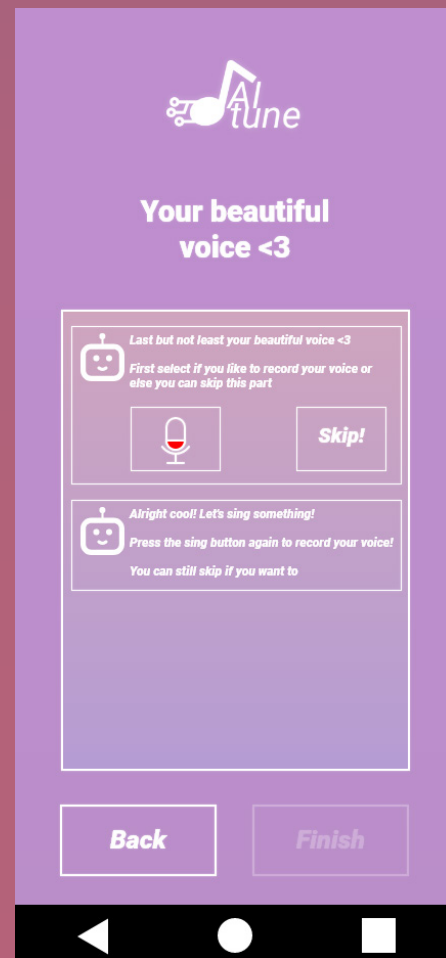 AI
tune
Your beautiful
voice <3
Last but not least your beautiful voice <3
First select if you like to record your voice or
else you can skip this part
Skip!
Alright cool! Let's sing something!
Press the sing button again to record your voice!
You can still skip if you want to
Back
Finish